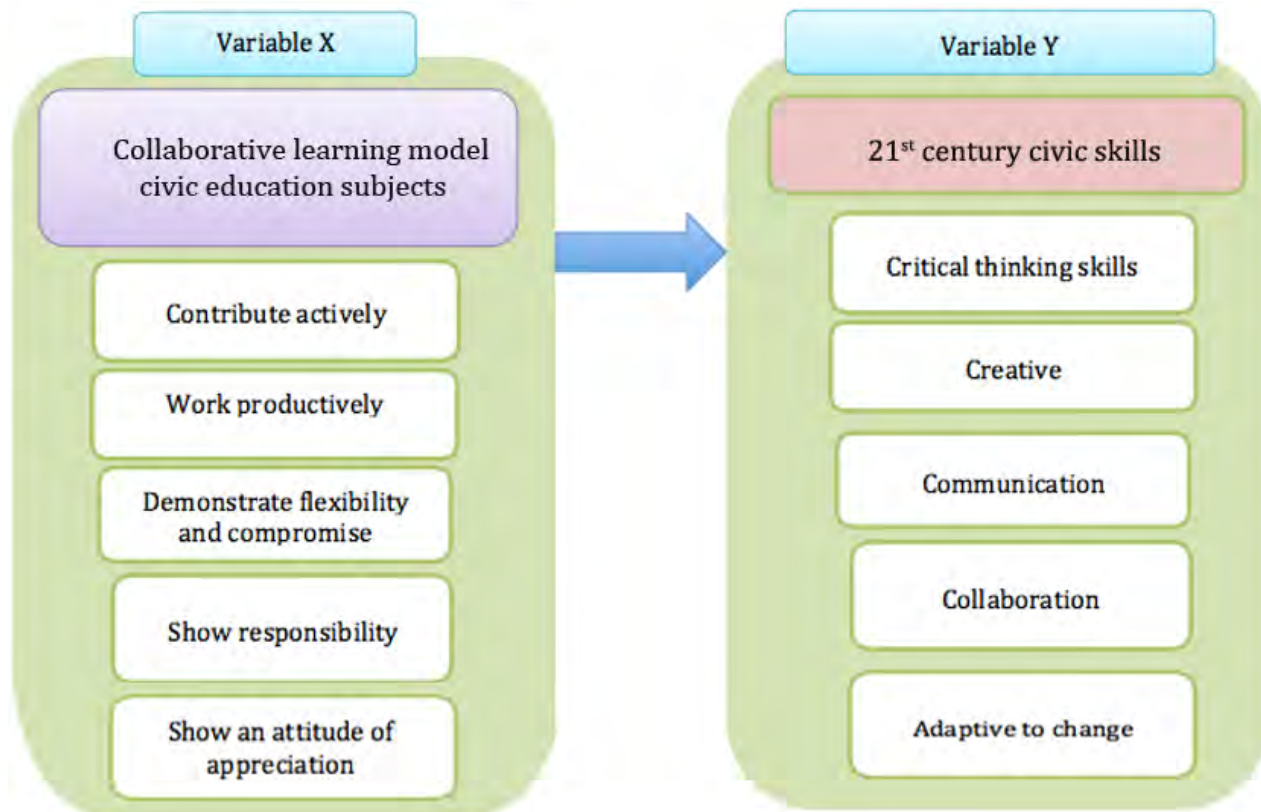 Variable X
Collaborative learning model
civic education subjects
Contribute actively
Work productively
Demonstrate flexibility
and compromise
Show responsibility
Show an attitude of
appreciation
Variable Y
21st century civic skills
Critical thinking skills
Creative
Communication
Collaboration
Adaptive to change